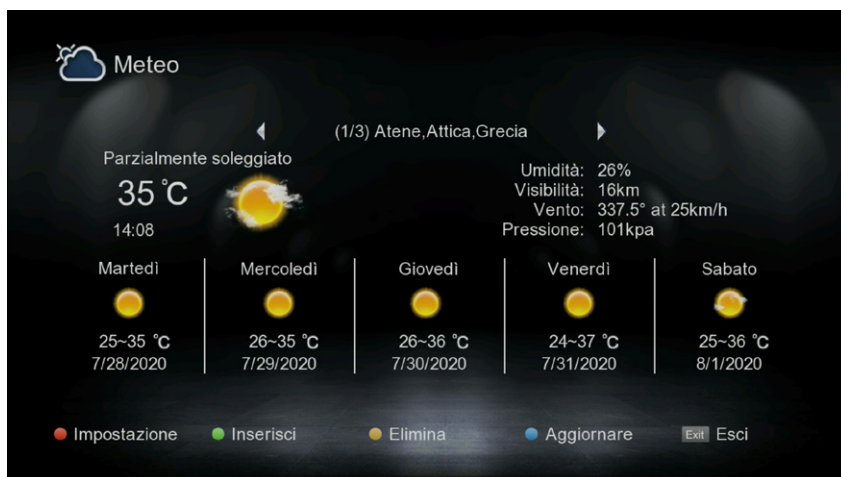 Meteo
(1/3) Atene,Attica,Grecia
Parzialmente soleggiato
35 °C
14:08
Umidità: 26%
Visibilità: 16km
Vento: 337.5° at 25km/h
Pressione: 101kpa
Martedì Mercoledì Giovedì Venerdì Sabato
25~35 °C 26~35 °C 26~36 °C 24~37 °C 25~36 °C
7/28/2020 7/29/2020 7/30/2020 7/31/2020 8/1/2020
Impostazione Inserisci Elimina Aggiornare Exit Esci